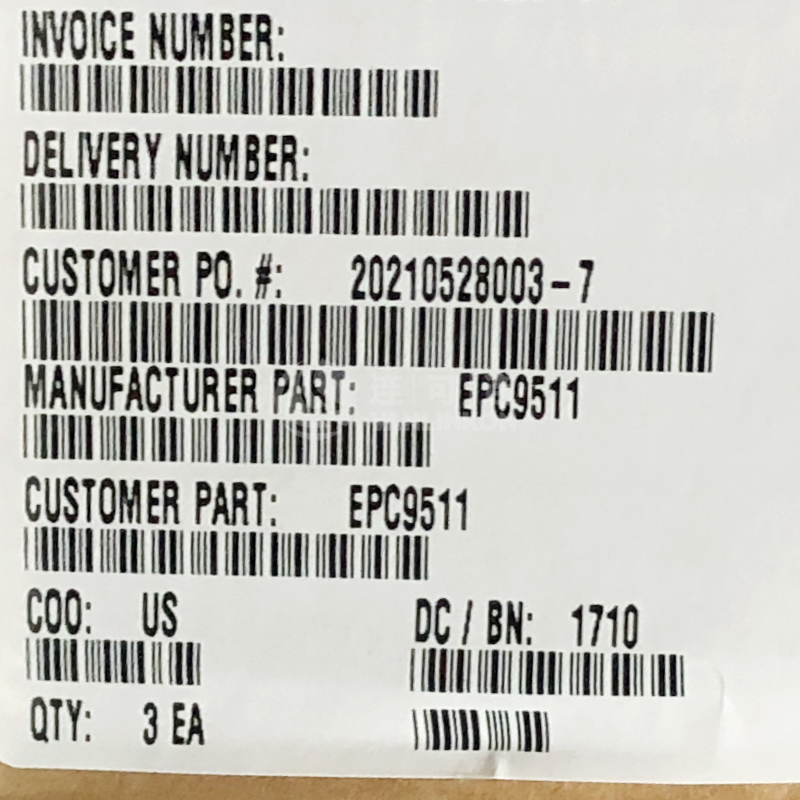 INVOICE NUMBER:
DELIVERY NUMBER:
CUSTOMER PO. #: 20210528003-7
MANUFACTURER PART: EPC9511
CUSTOMER PART: EPC9511
COO: US DC / BN: 1710
QTY: 3 EA